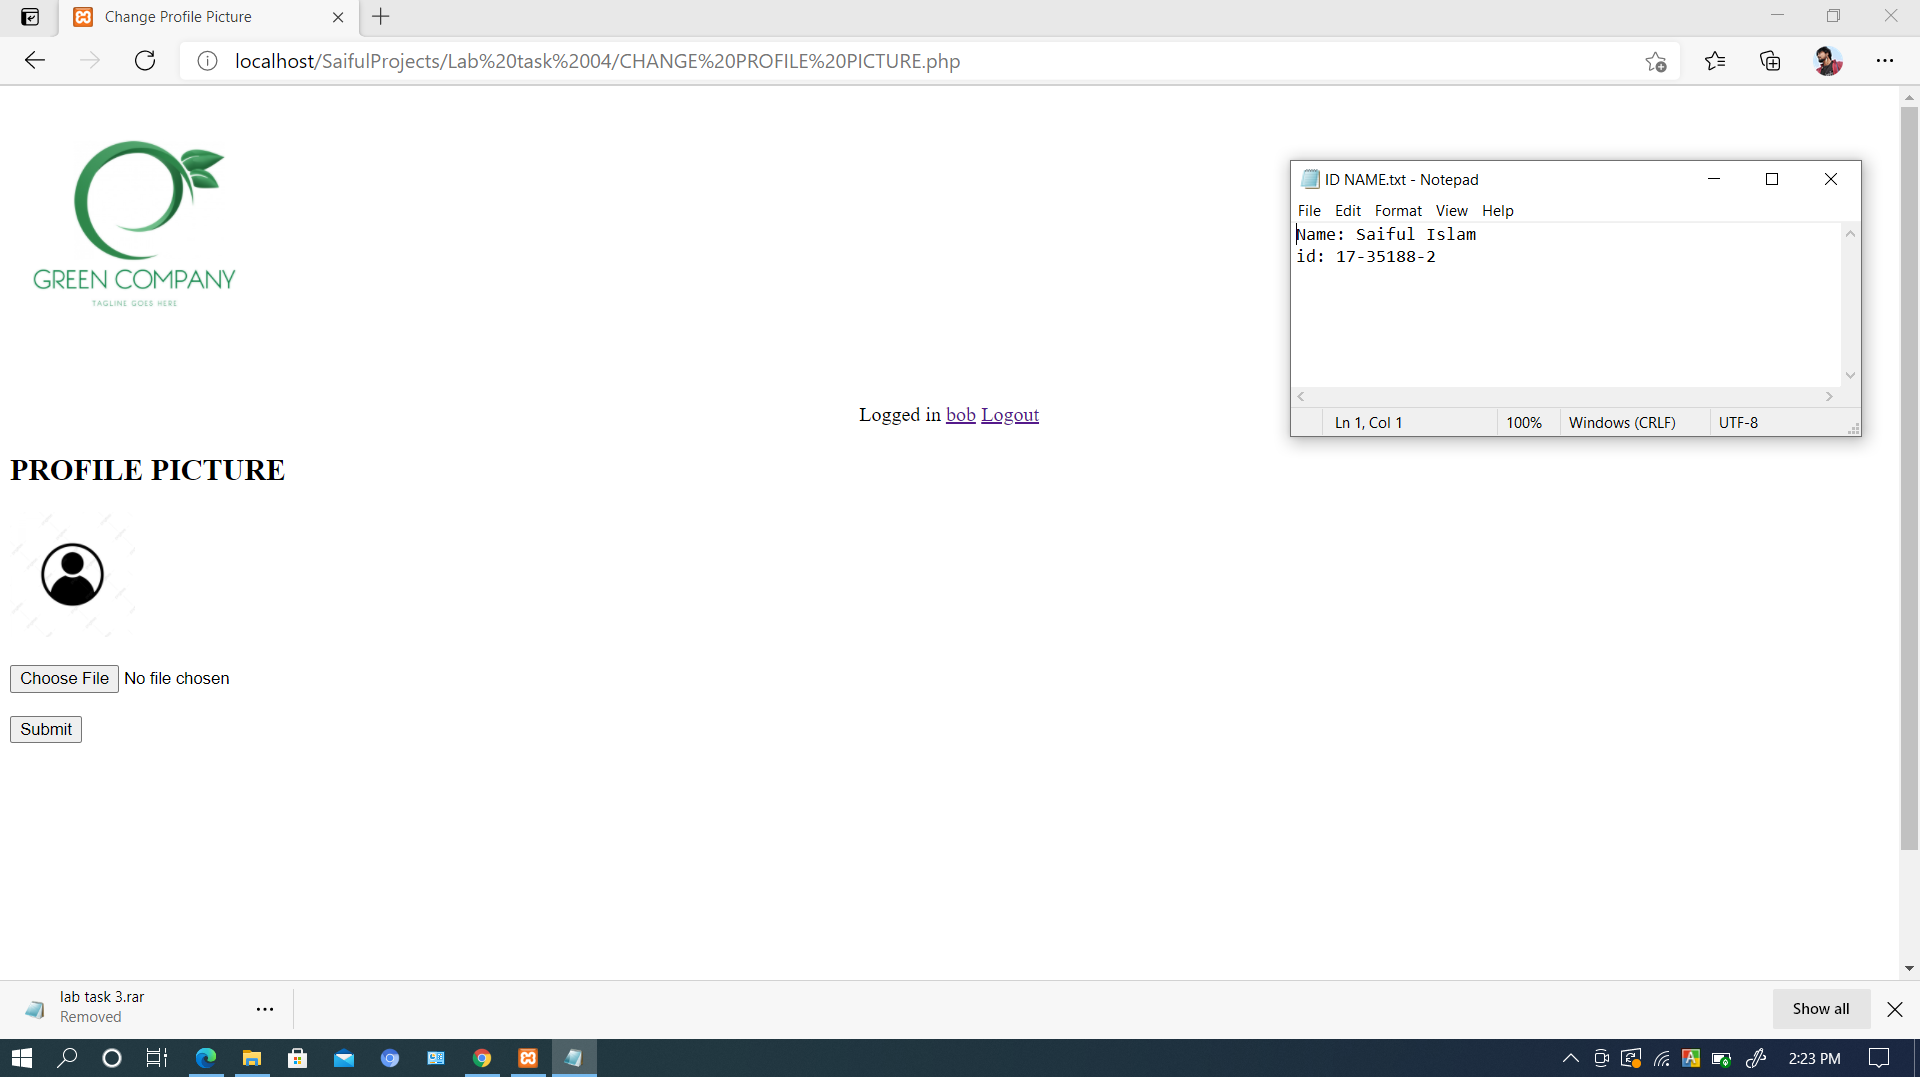 Change Profile Picture
localhost/SaifulProjects/Lab%20task%2004/CHANGE%20PROFILE%20PICTURE.php
GREEN COMPANY
TAGLINE GOES HERE
ID NAME.txt - Notepad
File Edit Format View Help
Name: Saiful Islam
id: 17-35188-2
Ln 1, Col 1 100% Windows (CRLF) UTF-8
Logged in bob Logout
PROFILE PICTURE
Choose File No file chosen
Submit
lab task 3.rar
Removed
Show all
2:23 PM